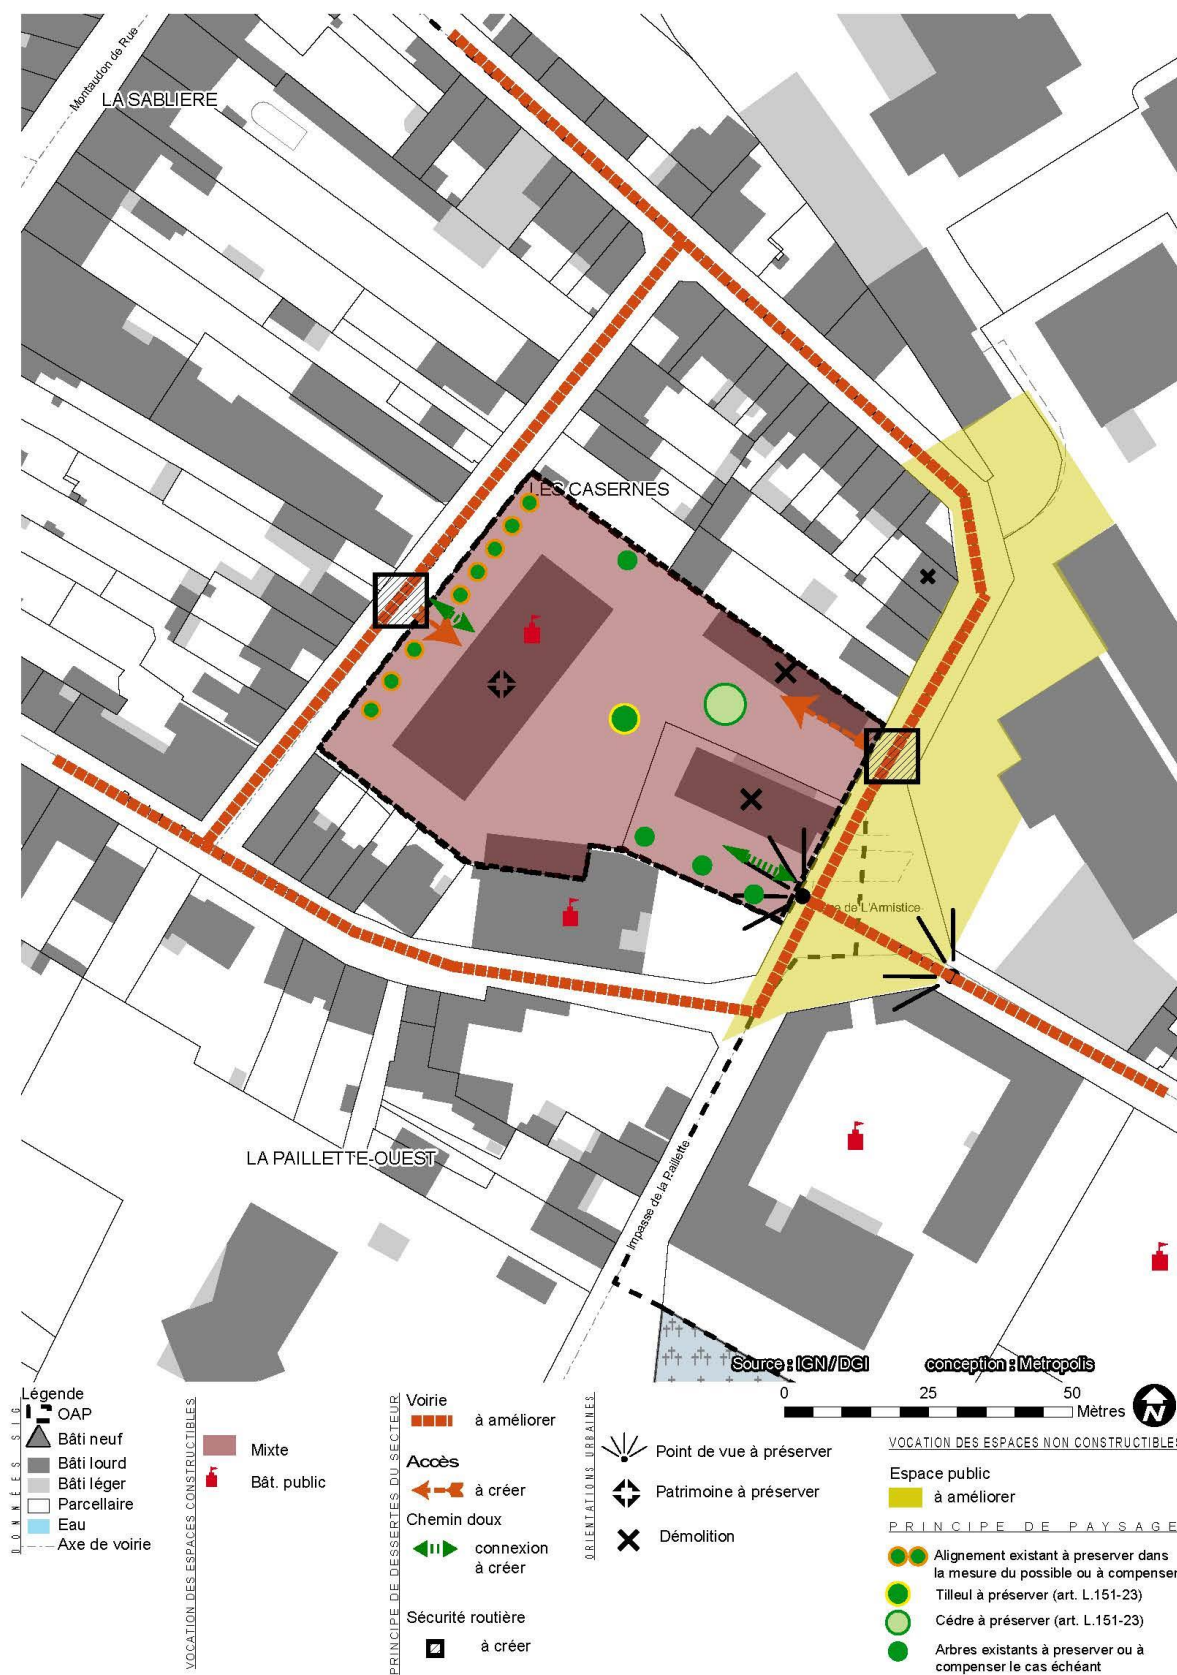 Montaudon de Rue
LA SABLIERE
LES CASERNES
de L'Armistice
LA PAILLETTE-OUEST
Impasse de la Paillette
Source : IGN / DGI
conception : Metropolis
0 25 50
Mètres
N
Légende
DONNÉES SIG
OAP
Bâti neuf
Bâti lourd
Bâti léger
Parcellaire
Eau
Axe de voirie
VOCATION DES ESPACES CONSTRUCTIBLES
Mixte
Bât. public
PRINCIPE DE DESSERTES DU SECTEUR
Voirie
à améliorer
Accès
à créer
Chemin doux
connexion
à créer
Sécurité routière
à créer
ORIENTATIONS URBAINES
Point de vue à préserver
Patrimoine à préserver
Démolition
VOCATION DES ESPACES NON CONSTRUCTIBLES
Espace public
à améliorer
PRINCIPE DE PAYSAGE
Alignement existant à preserver dans
la mesure du possible ou à compenser
Tilleul à préserver (art. L.151-23)
Cédre à préserver (art. L.151-23)
Arbres existants à preserver ou à
compenser le cas échéant